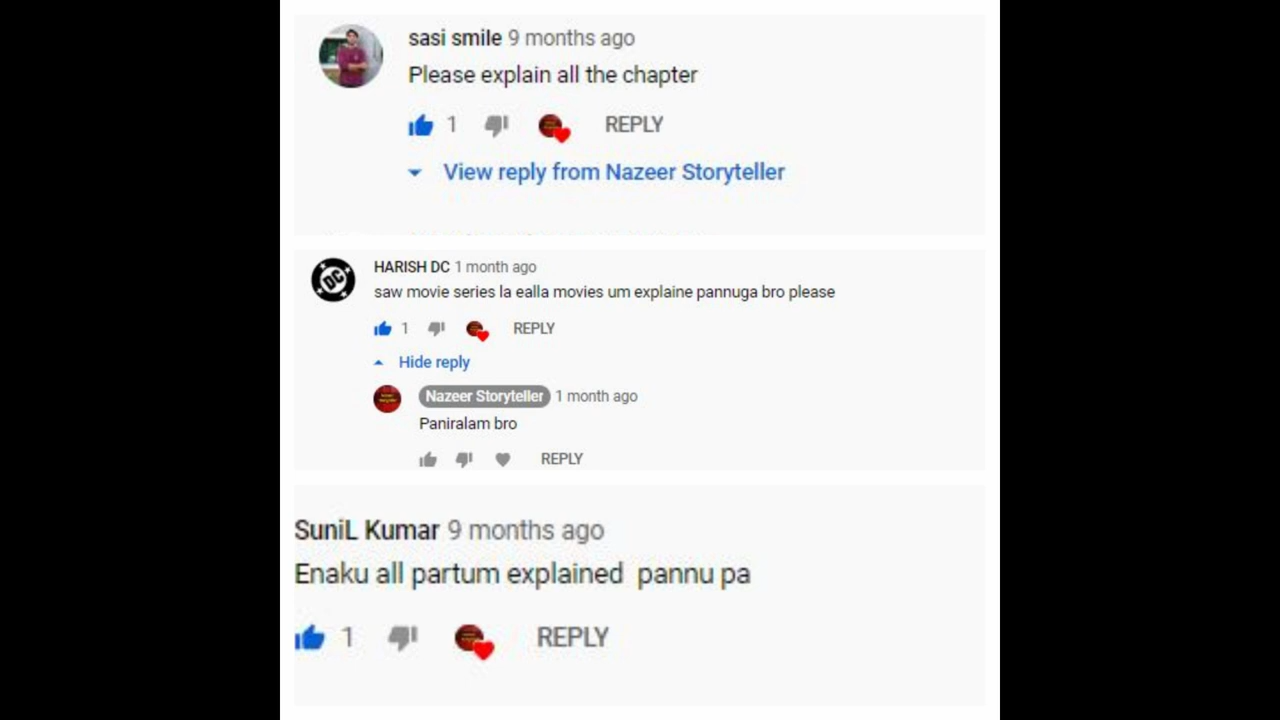 sasi smile 9 months ago
Please explain all the chapter
1 REPLY
View reply from Nazeer Storyteller
DC
HARISH DC 1 month ago
saw movie series la ealla movies um explaine pannuga bro please
1 REPLY
Hide reply
Nazeer Storyteller 1 month ago
Paniralam bro
REPLY
SuniL Kumar 9 months ago
Enaku all partum explained pannu pa
1 REPLY